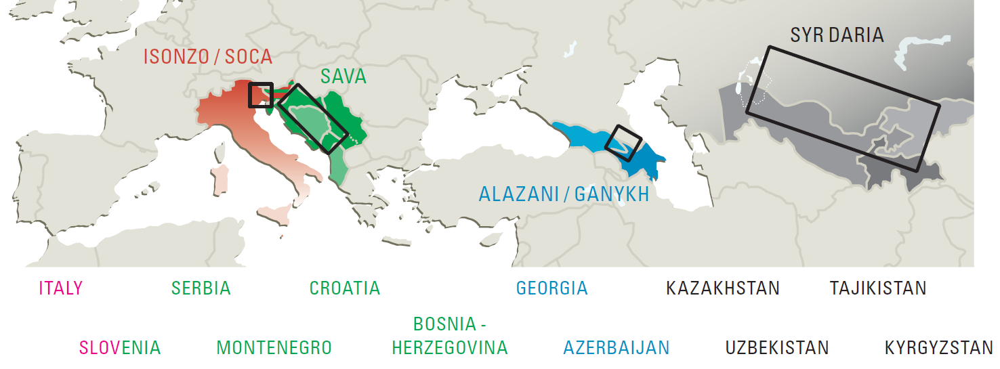 SYR DARIA
ISONZO / SOCA
SAVA
ALAZANI / GANYKH
ITALY
SERBIA
CROATIA
GEORGIA
KAZAKHSTAN
TAJIKISTAN
SLOVENIA
MONTENEGRO
BOSNIA -
HERZEGOVINA
AZERBAIJAN
UZBEKISTAN
KYRGYZSTAN